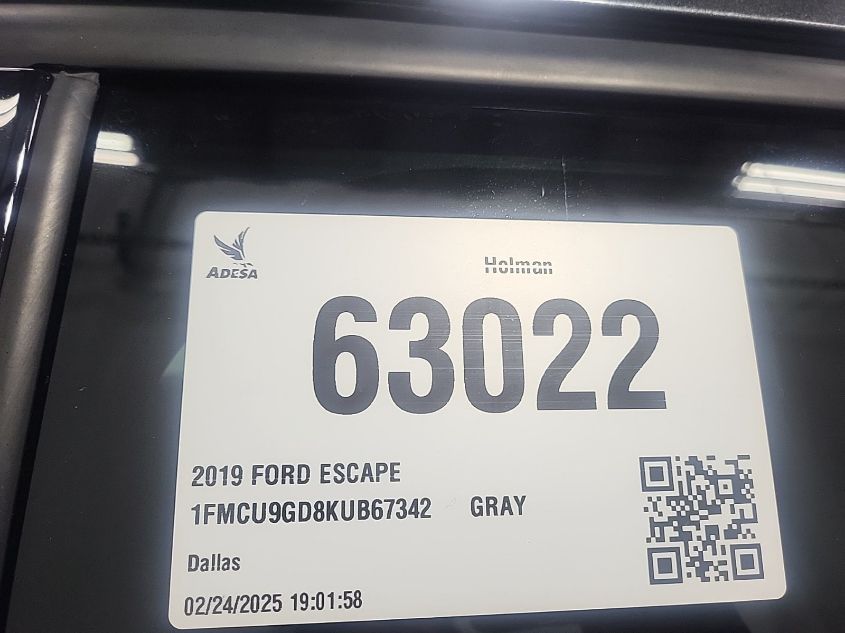 ADESA
Holman
63022
2019 FORD ESCAPE
1FMCU9GD8KUB67342 GRAY
Dallas
02/24/2025 19:01:58